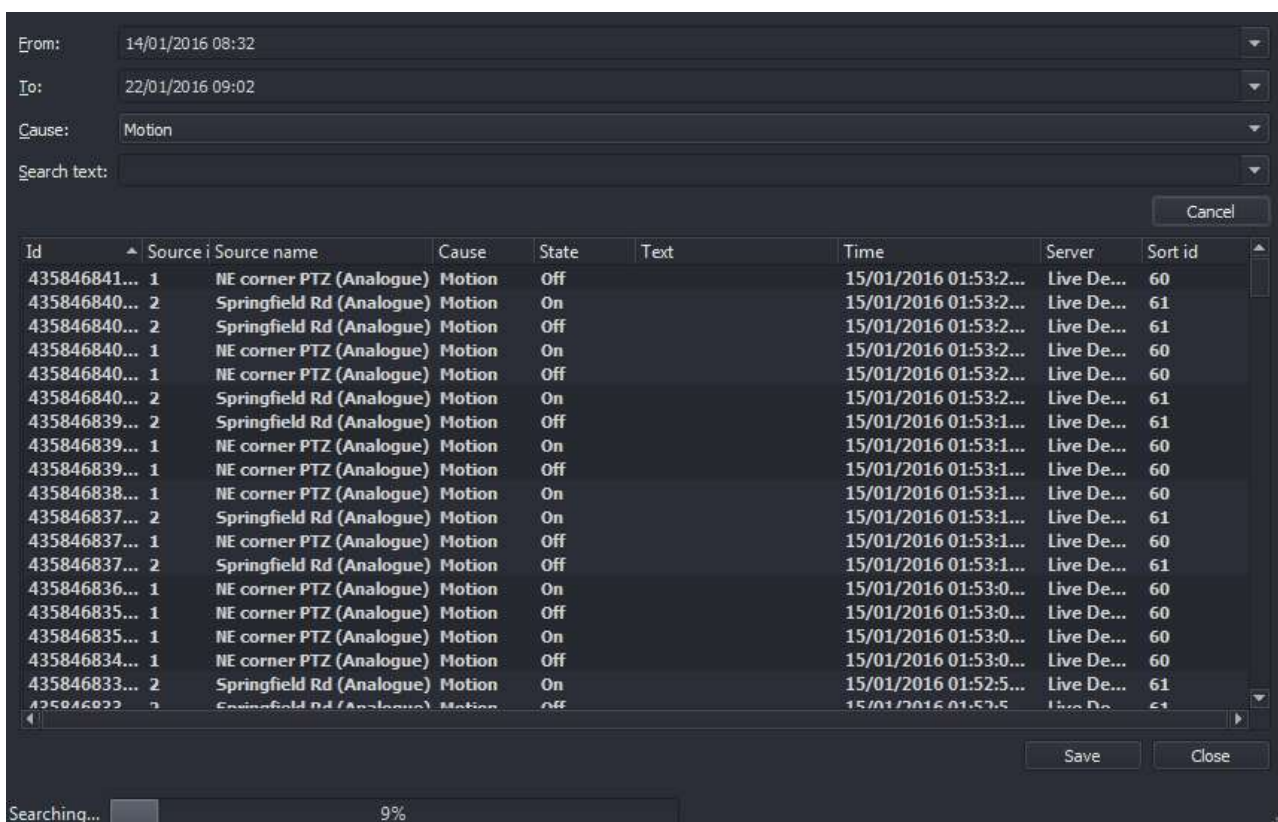 From: 14/01/2016 08:32
To: 22/01/2016 09:02
Cause: Motion
Search text:
Cancel
Id Source i Source name Cause State Text Time Server Sort id
435846841... 1 NE corner PTZ (Analogue) Motion Off 15/01/2016 01:53:2... Live De... 60
435846840... 2 Springfield Rd (Analogue) Motion On 15/01/2016 01:53:2... Live De... 61
435846840... 2 Springfield Rd (Analogue) Motion Off 15/01/2016 01:53:2... Live De... 61
435846840... 1 NE corner PTZ (Analogue) Motion On 15/01/2016 01:53:2... Live De... 60
435846840... 1 NE corner PTZ (Analogue) Motion Off 15/01/2016 01:53:2... Live De... 60
435846840... 2 Springfield Rd (Analogue) Motion On 15/01/2016 01:53:2... Live De... 61
435846839... 2 Springfield Rd (Analogue) Motion Off 15/01/2016 01:53:1... Live De... 61
435846839... 1 NE corner PTZ (Analogue) Motion On 15/01/2016 01:53:1... Live De... 60
435846839... 1 NE corner PTZ (Analogue) Motion Off 15/01/2016 01:53:1... Live De... 60
435846838... 1 NE corner PTZ (Analogue) Motion On 15/01/2016 01:53:1... Live De... 60
435846837... 2 Springfield Rd (Analogue) Motion On 15/01/2016 01:53:1... Live De... 61
435846837... 1 NE corner PTZ (Analogue) Motion Off 15/01/2016 01:53:1... Live De... 60
435846837... 2 Springfield Rd (Analogue) Motion Off 15/01/2016 01:53:1... Live De... 61
435846836... 1 NE corner PTZ (Analogue) Motion On 15/01/2016 01:53:0... Live De... 60
435846835... 1 NE corner PTZ (Analogue) Motion Off 15/01/2016 01:53:0... Live De... 60
435846835... 1 NE corner PTZ (Analogue) Motion On 15/01/2016 01:53:0... Live De... 60
435846834... 1 NE corner PTZ (Analogue) Motion Off 15/01/2016 01:53:0... Live De... 60
435846833... 2 Springfield Rd (Analogue) Motion On 15/01/2016 01:52:5... Live De... 61
2 Springfield Rd (Analogue) Motion Off 15/01/2016 01:52:5... Live De... 61
Save Close
Searching... 9%